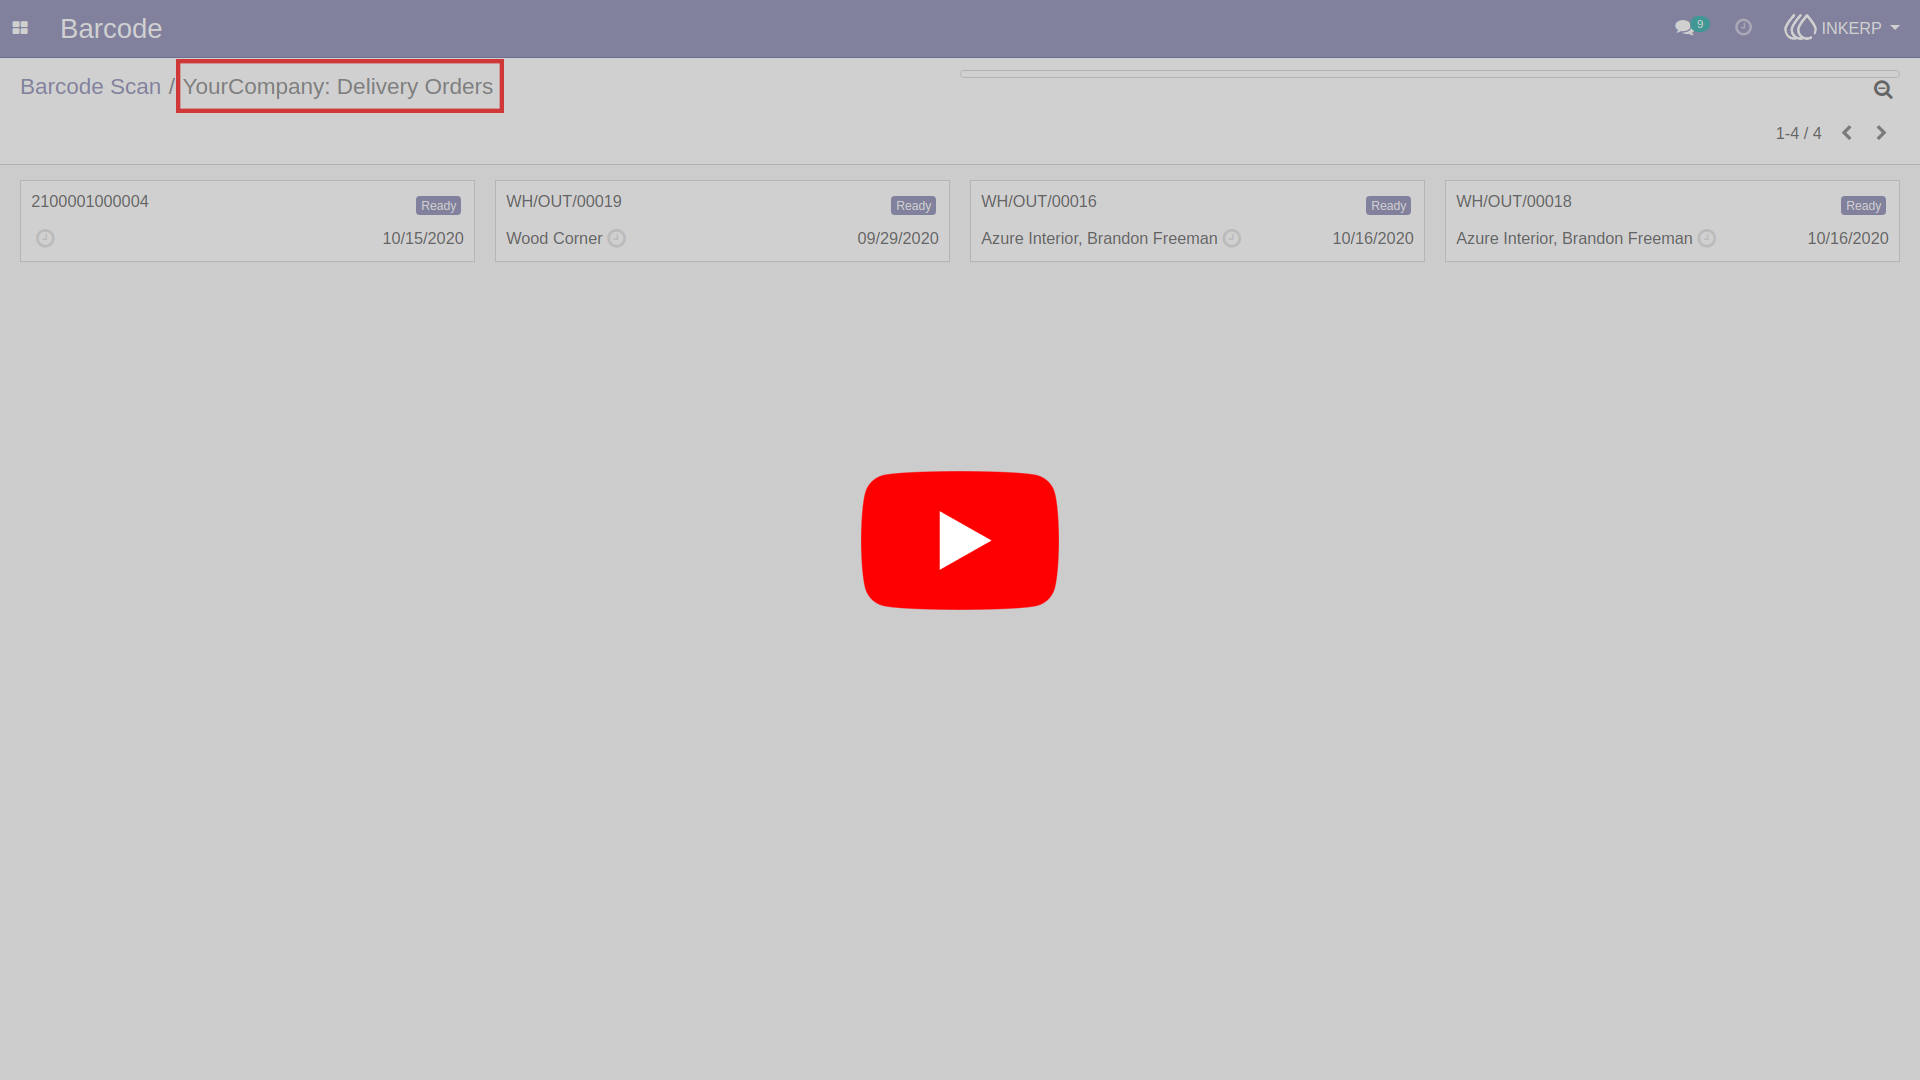 Barcode
9
INKERP
Barcode Scan / YourCompany: Delivery Orders
1-4 / 4
2100001000004
Ready
10/15/2020
WH/OUT/00019
Ready
Wood Corner
09/29/2020
WH/OUT/00016
Ready
Azure Interior, Brandon Freeman
10/16/2020
WH/OUT/00018
Ready
Azure Interior, Brandon Freeman
10/16/2020